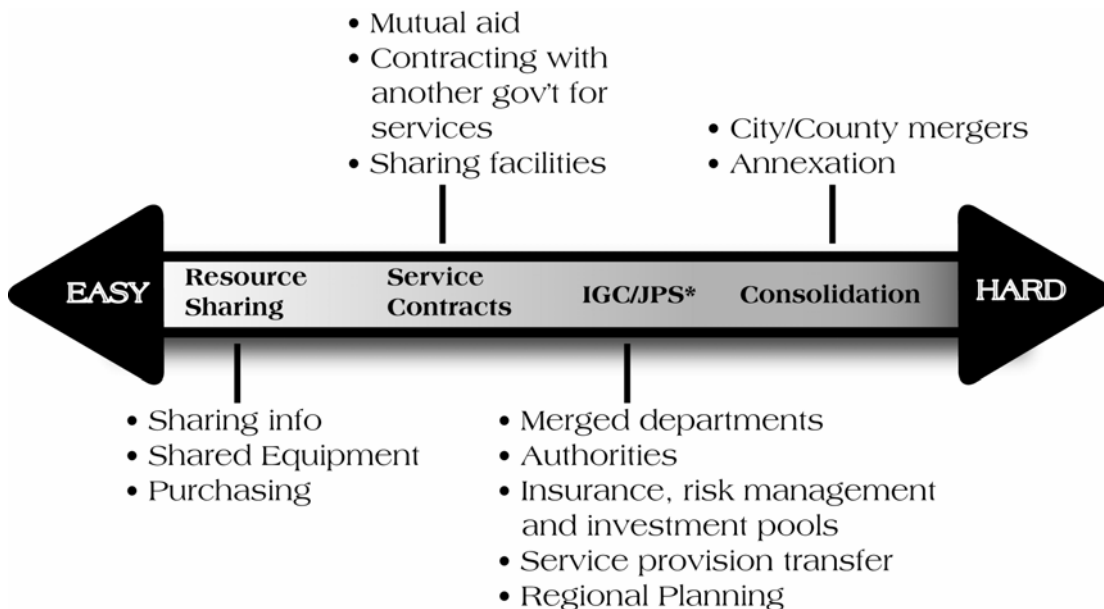 • Mutual aid
• Contracting with
another gov't for
services
• Sharing facilities
• City/County mergers
• Annexation
EASY
Resource
Sharing
Service
Contracts
IGC/JPS*
Consolidation
HARD
• Sharing info
• Shared Equipment
• Purchasing
• Merged departments
• Authorities
• Insurance, risk management
and investment pools
• Service provision transfer
• Regional Planning